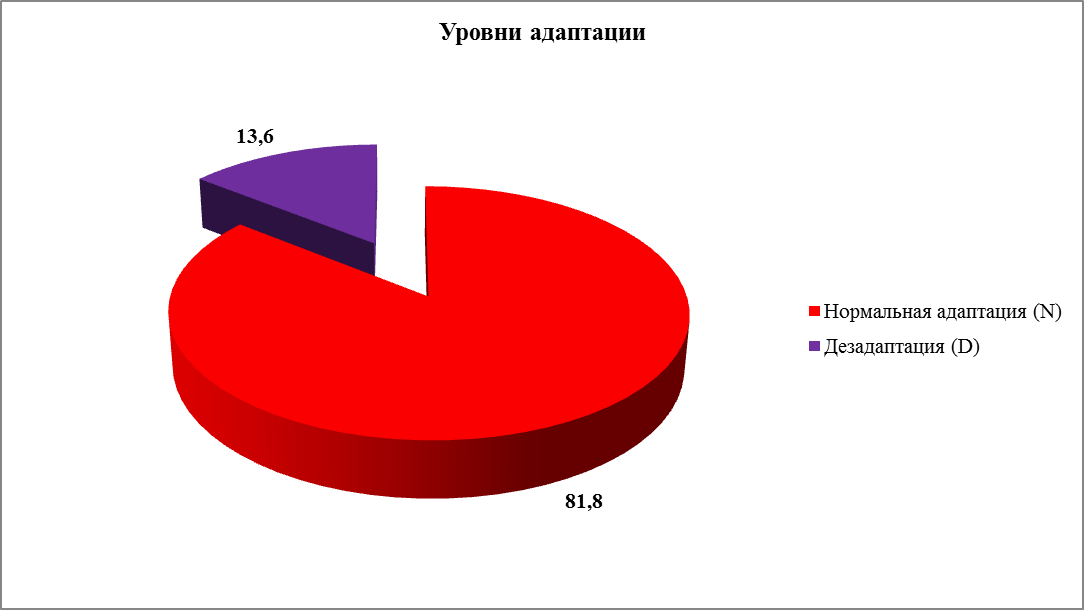 Уровни адаптации
13,6
81,8
Нормальная адаптация (N)
Дезадаптация (D)